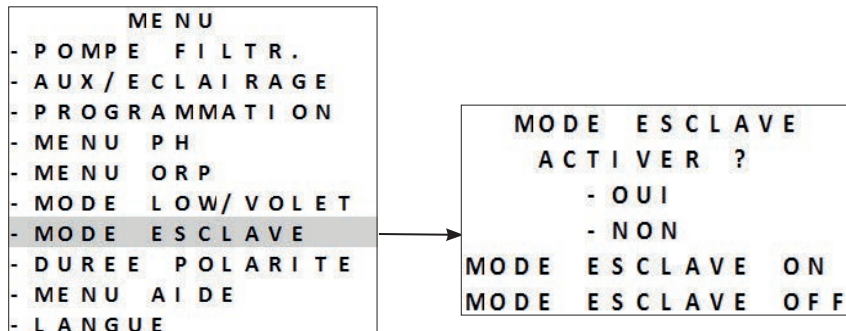 MENU
- POMPE FILTR.
- AUX/ECLAIRAGE
- PROGRAMMATION
- MENU PH
- MENU ORP
- MODE LOW/VOLET
- MODE ESCLAVE
- DUREE POLARITE
- MENU AIDE
- LANGUE
MODE ESCLAVE
ACTIVER ?
- OUI
- NON
MODE ESCLAVE ON
MODE ESCLAVE OFF